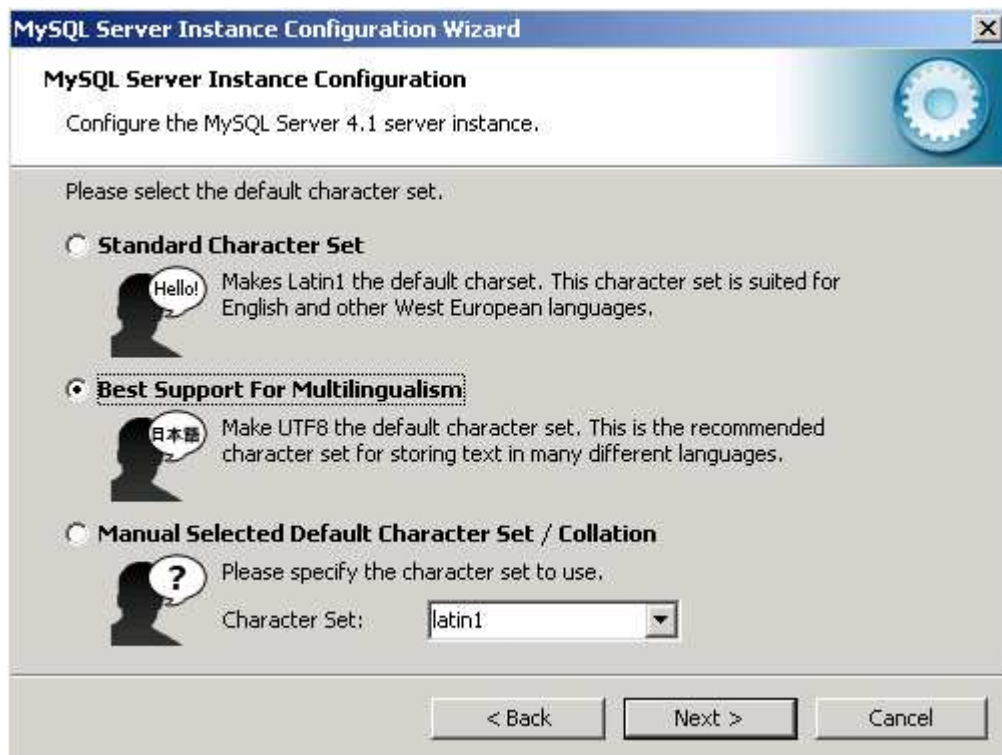 MySQL Server Instance Configuration Wizard
MySQL Server Instance Configuration
Configure the MySQL Server 4.1 server instance.
Please select the default character set.
Standard Character Set
Hello!
Makes Latin1 the default charset. This character set is suited for
English and other West European languages.
Best Support For Multilingualism
日本語
Make UTF8 the default character set. This is the recommended
character set for storing text in many different languages.
Manual Selected Default Character Set / Collation
?
Please specify the character set to use.
Character Set: latin1
< Back Next > Cancel